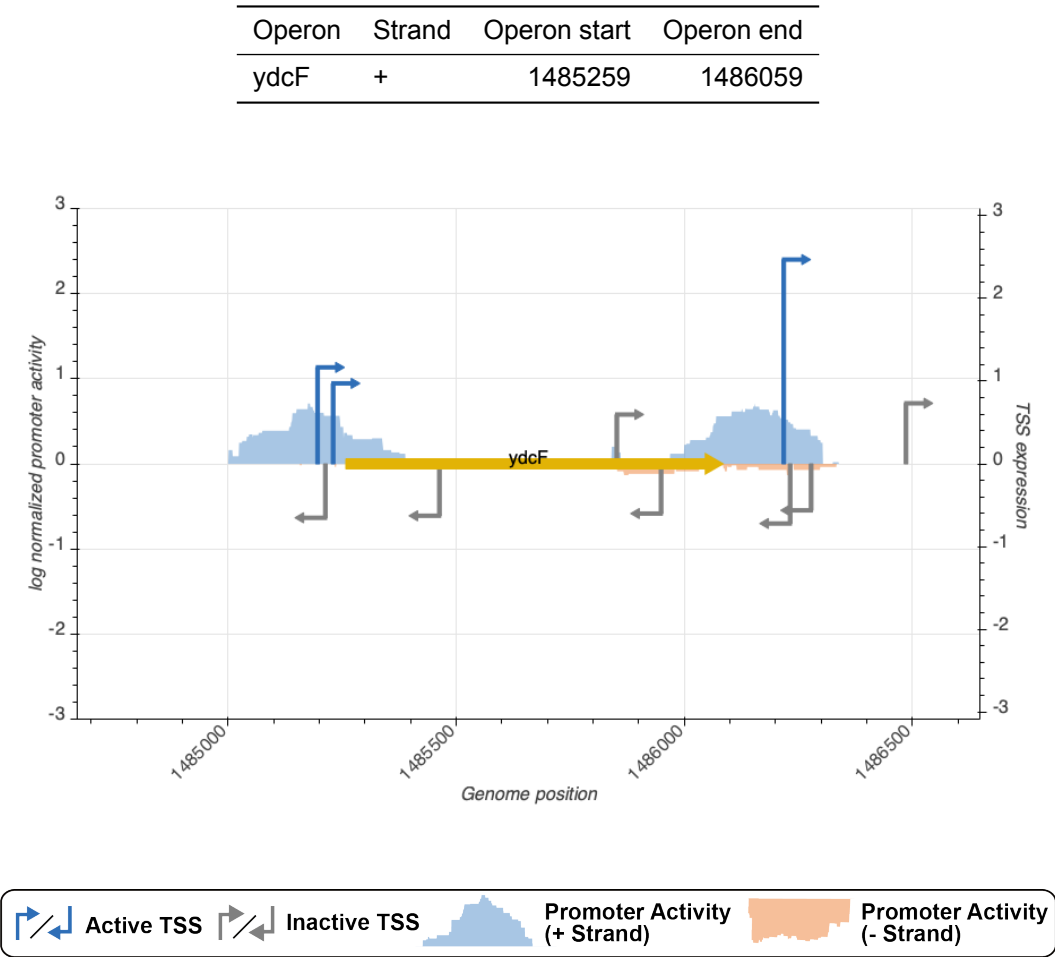 Operon Strand Operon start Operon end
ydcF + 1485259 1486059
3
2
1
0
-1
-2
-3
log normalized promoter activity
3
2
1
0
-1
-2
-3
TSS expression
ydcF
1485000
1485500
1486000
1486500
Genome position
Active TSS
Inactive TSS
Promoter Activity
(+ Strand)
Promoter Activity
(- Strand)